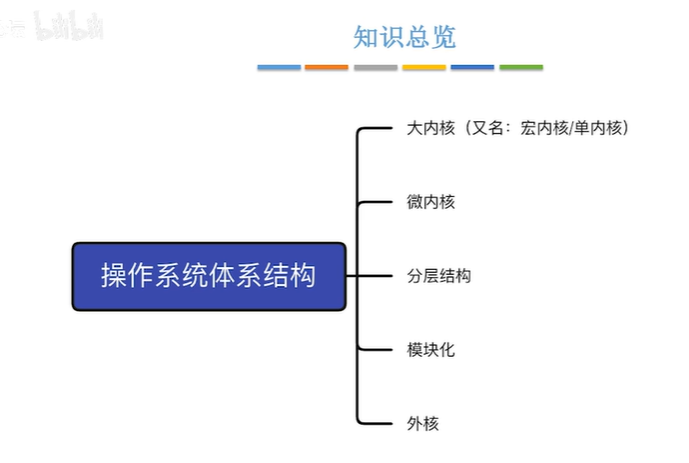 bilibili
知识总览
大内核（又名：宏内核/单内核）
微内核
操作系统体系结构
分层结构
模块化
外核